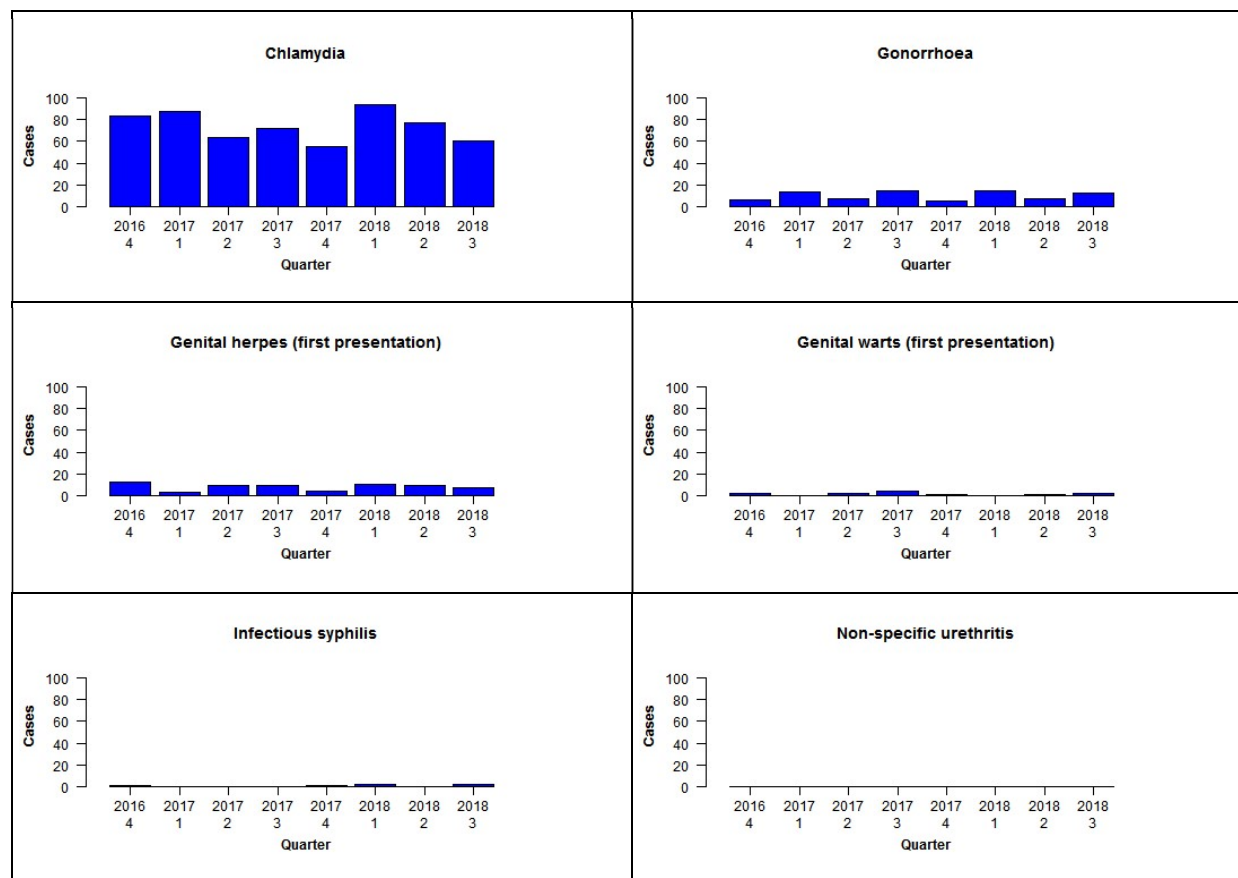 Chlamydia
Cases
100
80
60
40
20
0
2016 2017 2017 2017 2017 2018 2018 2018
4 1 2 3 4 1 2 3
Quarter
Gonorrhoea
Cases
100
80
60
40
20
0
2016 2017 2017 2017 2017 2018 2018 2018
4 1 2 3 4 1 2 3
Quarter
Genital herpes (first presentation)
Cases
100
80
60
40
20
0
2016 2017 2017 2017 2017 2018 2018 2018
4 1 2 3 4 1 2 3
Quarter
Genital warts (first presentation)
Cases
100
80
60
40
20
0
2016 2017 2017 2017 2017 2018 2018 2018
4 1 2 3 4 1 2 3
Quarter
Infectious syphilis
Cases
100
80
60
40
20
0
2016 2017 2017 2017 2017 2018 2018 2018
4 1 2 3 4 1 2 3
Quarter
Non-specific urethritis
Cases
100
80
60
40
20
0
2016 2017 2017 2017 2017 2018 2018 2018
4 1 2 3 4 1 2 3
Quarter